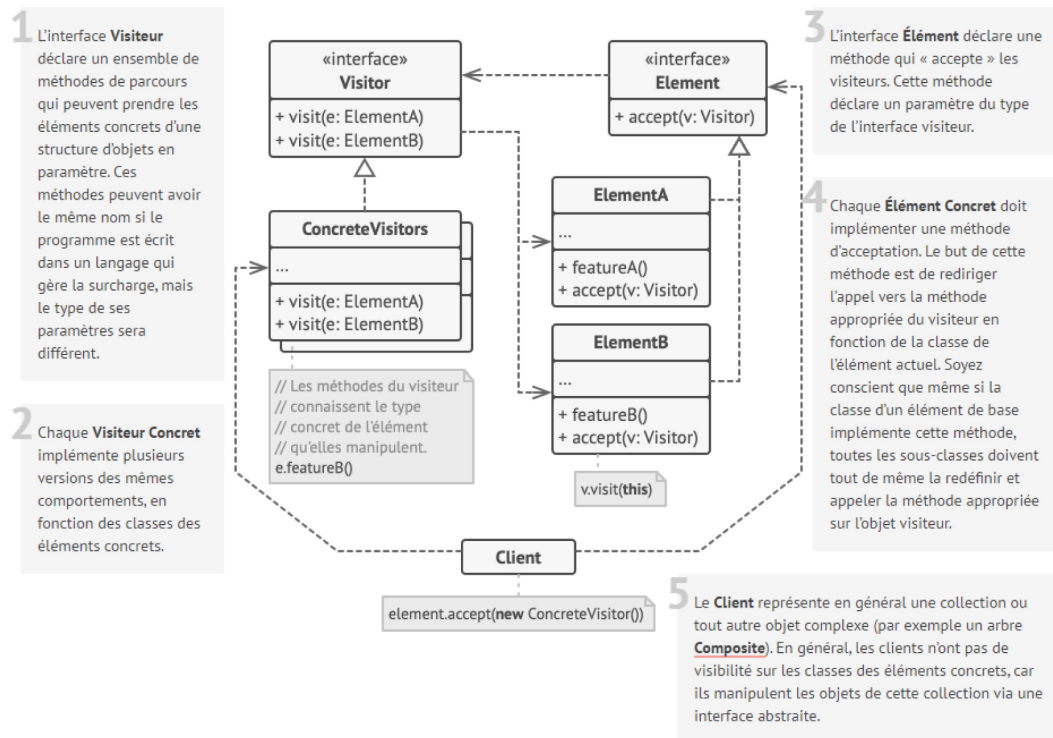 1
L'interface Visiteur
déclare un ensemble de
méthodes de parcours
qui peuvent prendre les
éléments concrets d'une
structure d'objets en
paramètre. Ces
méthodes peuvent avoir
le même nom si le
programme est écrit
dans un langage qui
gère la surcharge, mais
le type de ses
paramètres sera
différent.
2
Chaque Visiteur Concret
implémente plusieurs
versions des mêmes
comportements, en
fonction des classes des
éléments concrets.
«interface»
Visitor
+ visit(e: ElementA)
+ visit(e: ElementB)
ConcreteVisitors
...
+ visit(e: ElementA)
+ visit(e: ElementB)
// Les méthodes du visiteur
// connaissent le type
// concret de l'élément
// qu'elles manipulent.
e.featureB()
«interface»
Element
+ accept(v: Visitor)
ElementA
...
+ featureA()
+ accept(v: Visitor)
ElementB
...
+ featureB()
+ accept(v: Visitor)
v.visit(this)
Client
element.accept(new ConcreteVisitor())
3
L'interface Élément déclare une
méthode qui « accepte » les
visiteurs. Cette méthode
déclare un paramètre du type
de l'interface visiteur.
4
Chaque Élément Concret doit
implémenter une méthode
d'acceptation. Le but de cette
méthode est de rediriger
l'appel vers la méthode
appropriée du visiteur en
fonction de la classe de
l'élément actuel. Soyez
conscient que même si la
classe d'un élément de base
implémente cette méthode,
toutes les sous-classes doivent
tout de même la redéfinir et
appeler la méthode appropriée
sur l'objet visiteur.
5
Le Client représente en général une collection ou
tout autre objet complexe (par exemple un arbre
Composite). En général, les clients n'ont pas de
visibilité sur les classes des éléments concrets, car
ils manipulent les objets de cette collection via une
interface abstraite.